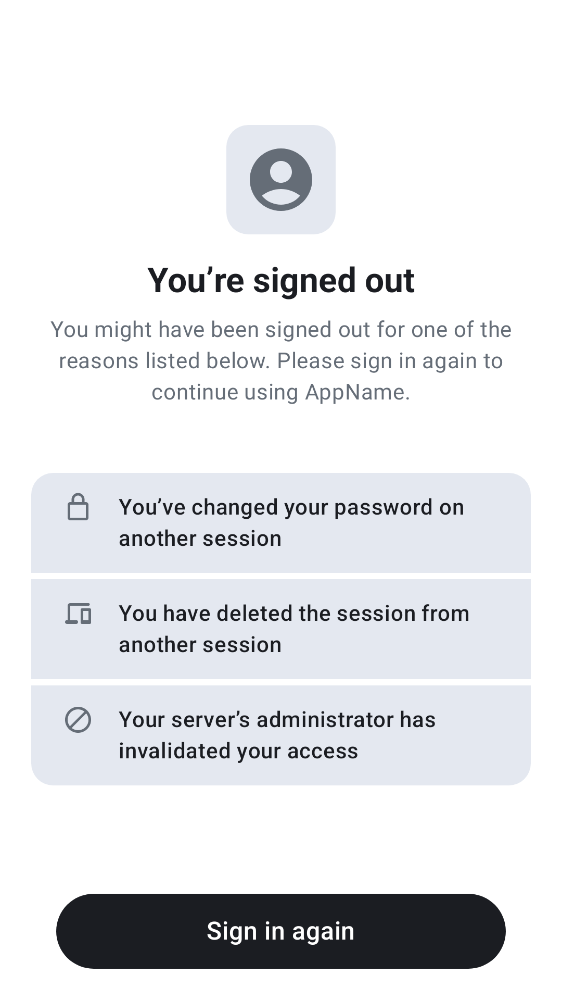 You’re signed out
You might have been signed out for one of the
reasons listed below. Please sign in again to
continue using AppName.
You’ve changed your password on
another session
You have deleted the session from
another session
Your server’s administrator has
invalidated your access
Sign in again